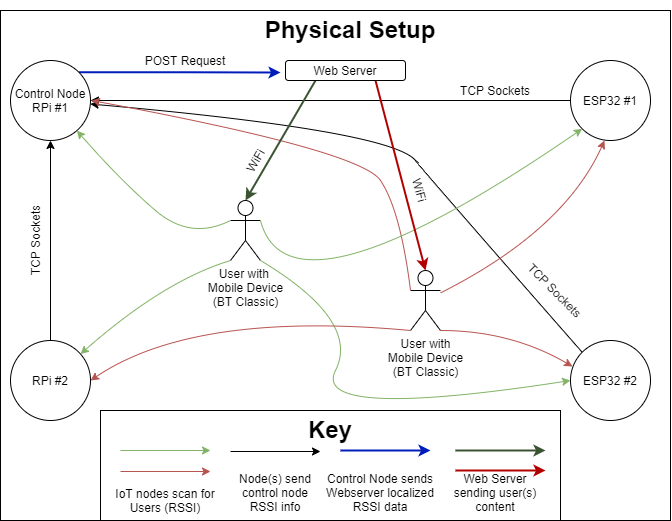 Physical Setup
POST Request
Web Server
Control Node
RPi #1
TCP Sockets
ESP32 #1
WiFi
WiFi
TCP Sockets
User with
Mobile Device
(BT Classic)
TCP Sockets
User with
Mobile Device
(BT Classic)
RPi #2
ESP32 #2
Key
IoT nodes scan for
Users (RSSI)
Node(s) send
control node
RSSI info
Control Node sends
Webserver localized
RSSI data
Web Server
sending user(s)
content